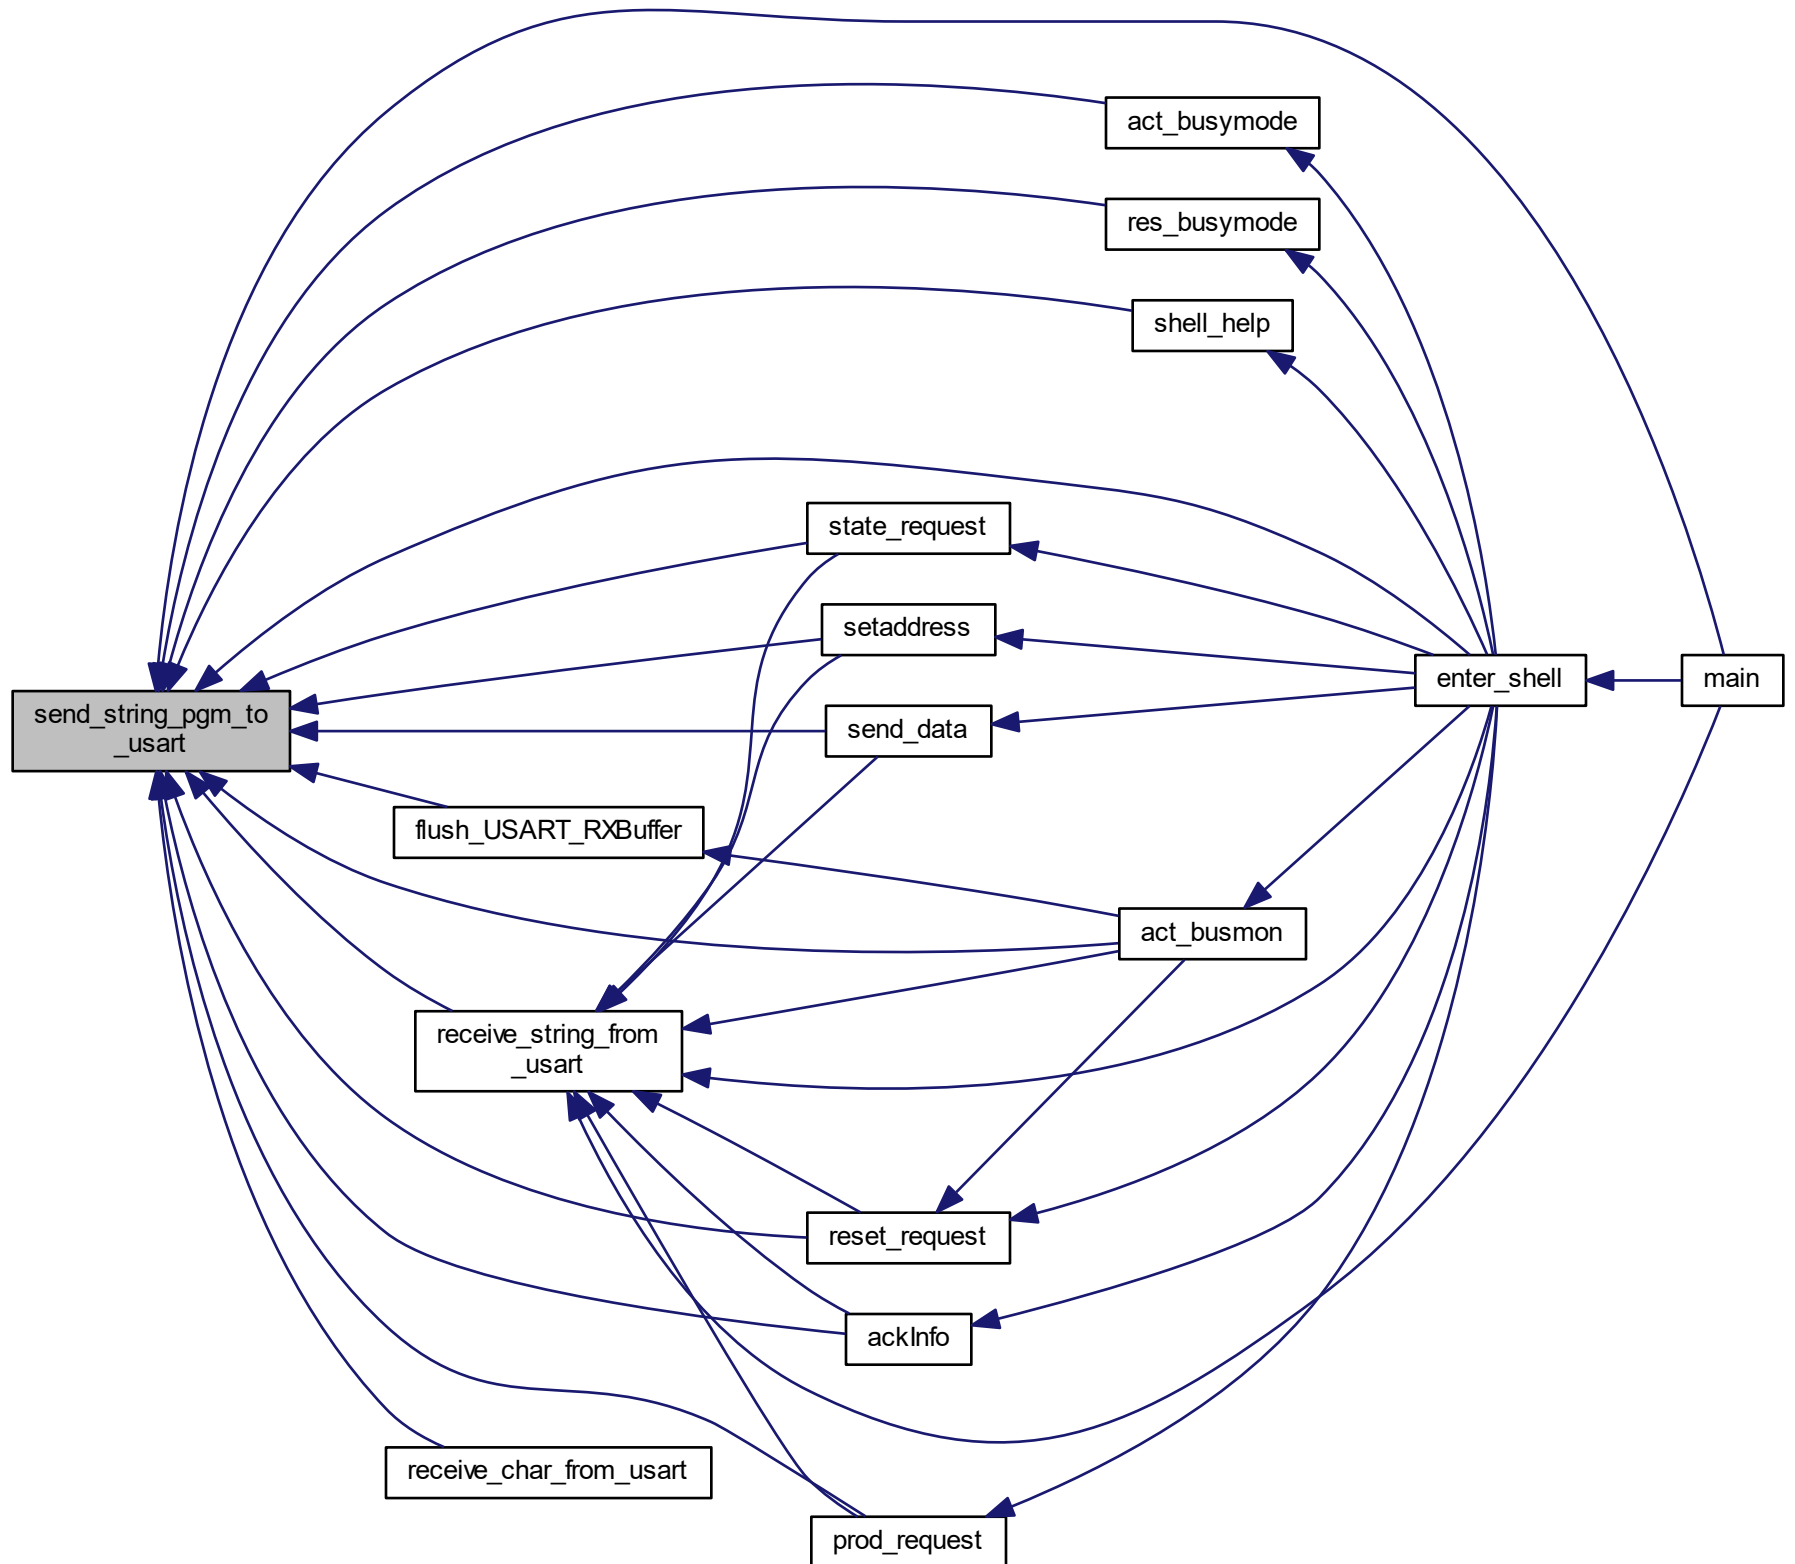 act_busymode
res_busymode
shell_help
state_request
setaddress
enter_shell
main
send_string_pgm_to
_usart
send_data
flush_USART_RXBuffer
act_busmon
receive_string_from
_usart
reset_request
ackInfo
receive_char_from_usart
prod_request